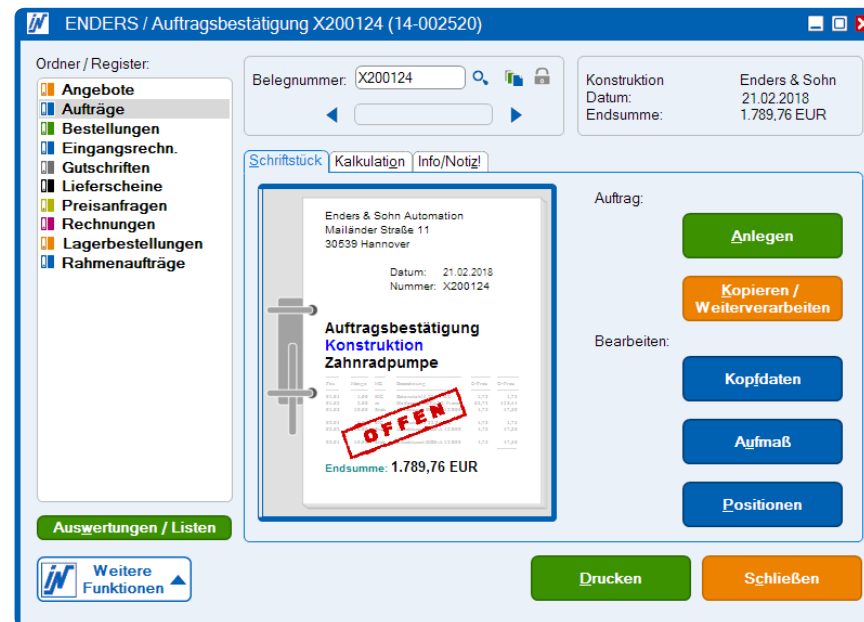 ENDERS / Auftragsbestätigung X200124 (14-002520)
Ordner / Register:
Angebote
Aufträge
Bestellungen
Eingangsrechn.
Gutschriften
Lieferscheine
Preisanfragen
Rechnungen
Lagerbestellungen
Rahmenaufträge
Auswertungen / Listen
Weitere
Funktionen
Belegnummer: X200124
Konstruktion Enders & Sohn
Datum: 21.02.2018
Endsumme: 1.789,76 EUR
Schriftstück Kalkulation Info/Notiz!
Enders & Sohn Automation
Mailänder Straße 11
30539 Hannover
Datum: 21.02.2018
Nummer: X200124
Auftragsbestätigung
Konstruktion
Zahnradpumpe
OFFEN
Endsumme: 1.789,76 EUR
Auftrag:
Anlegen
Kopieren /
Weiterverarbeiten
Bearbeiten:
Kopfdaten
Aufmaß
Positionen
Drucken
Schließen